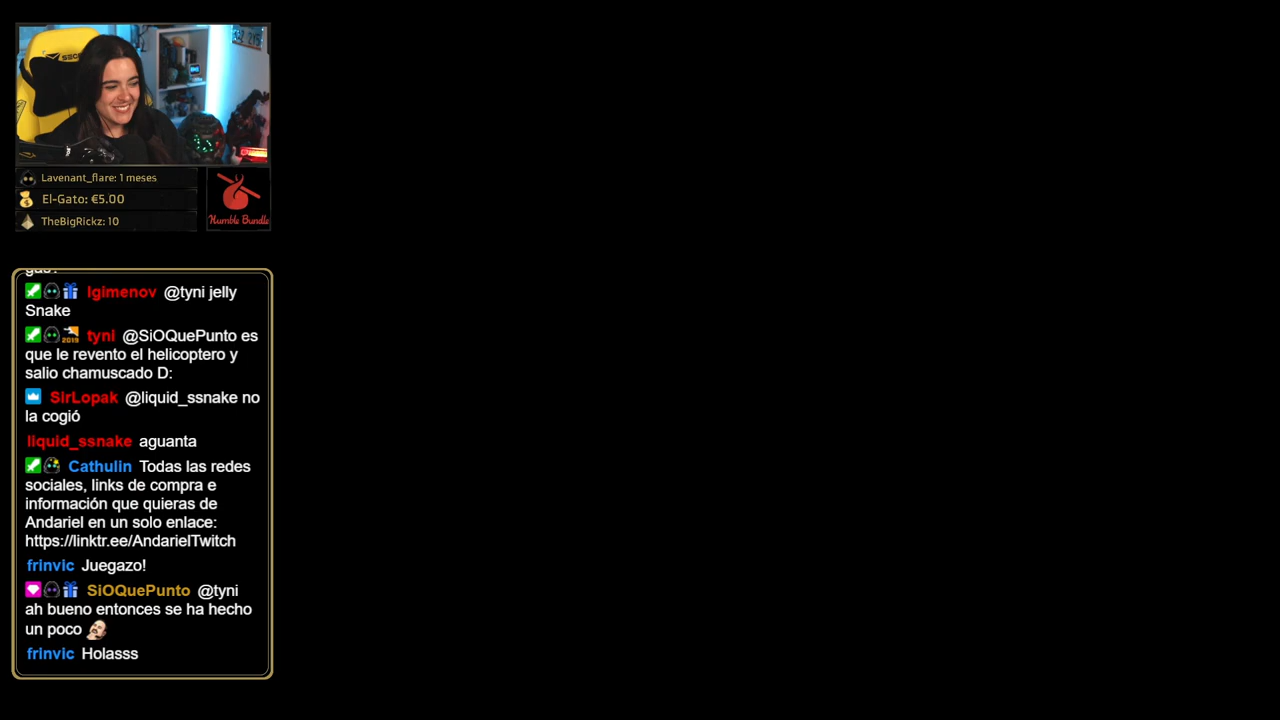 Lavenant_flare: 1 meses
El-Gato: €5.00
TheBigRickz: 10
Humble Bundle
Igimenov @tyni jelly
Snake
2019 tyni @SiOQuePunto es
que le revento el helicoptero y
salio chamuscado D:
SirLopak @liquid_ssnake no
la cogió
liquid_ssnake aguanta
Cathulin Todas las redes
sociales, links de compra e
información que quieras de
Andariel en un solo enlace:
https://linktr.ee/AndarielTwitch
frinvic Juegazo!
SiOQuePunto @tyni
ah bueno entonces se ha hecho
un poco
frinvic Holasss